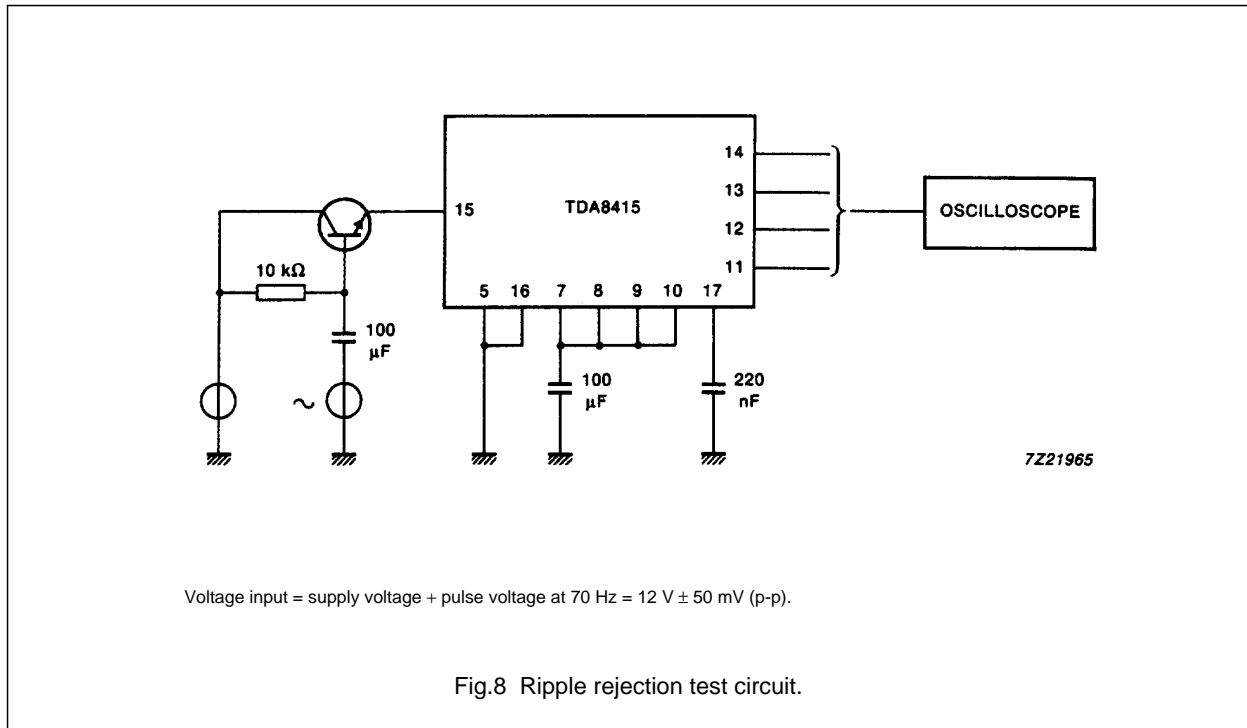 14
13
15
TDA8415
12
OSCILLOSCOPE
11
10 kΩ
5 16 7 8 9 10 17
100
µF
100
µF
220
nF
~
7Z21965
Voltage input = supply voltage + pulse voltage at 70 Hz = 12 V ± 50 mV (p-p).
Fig.8 Ripple rejection test circuit.